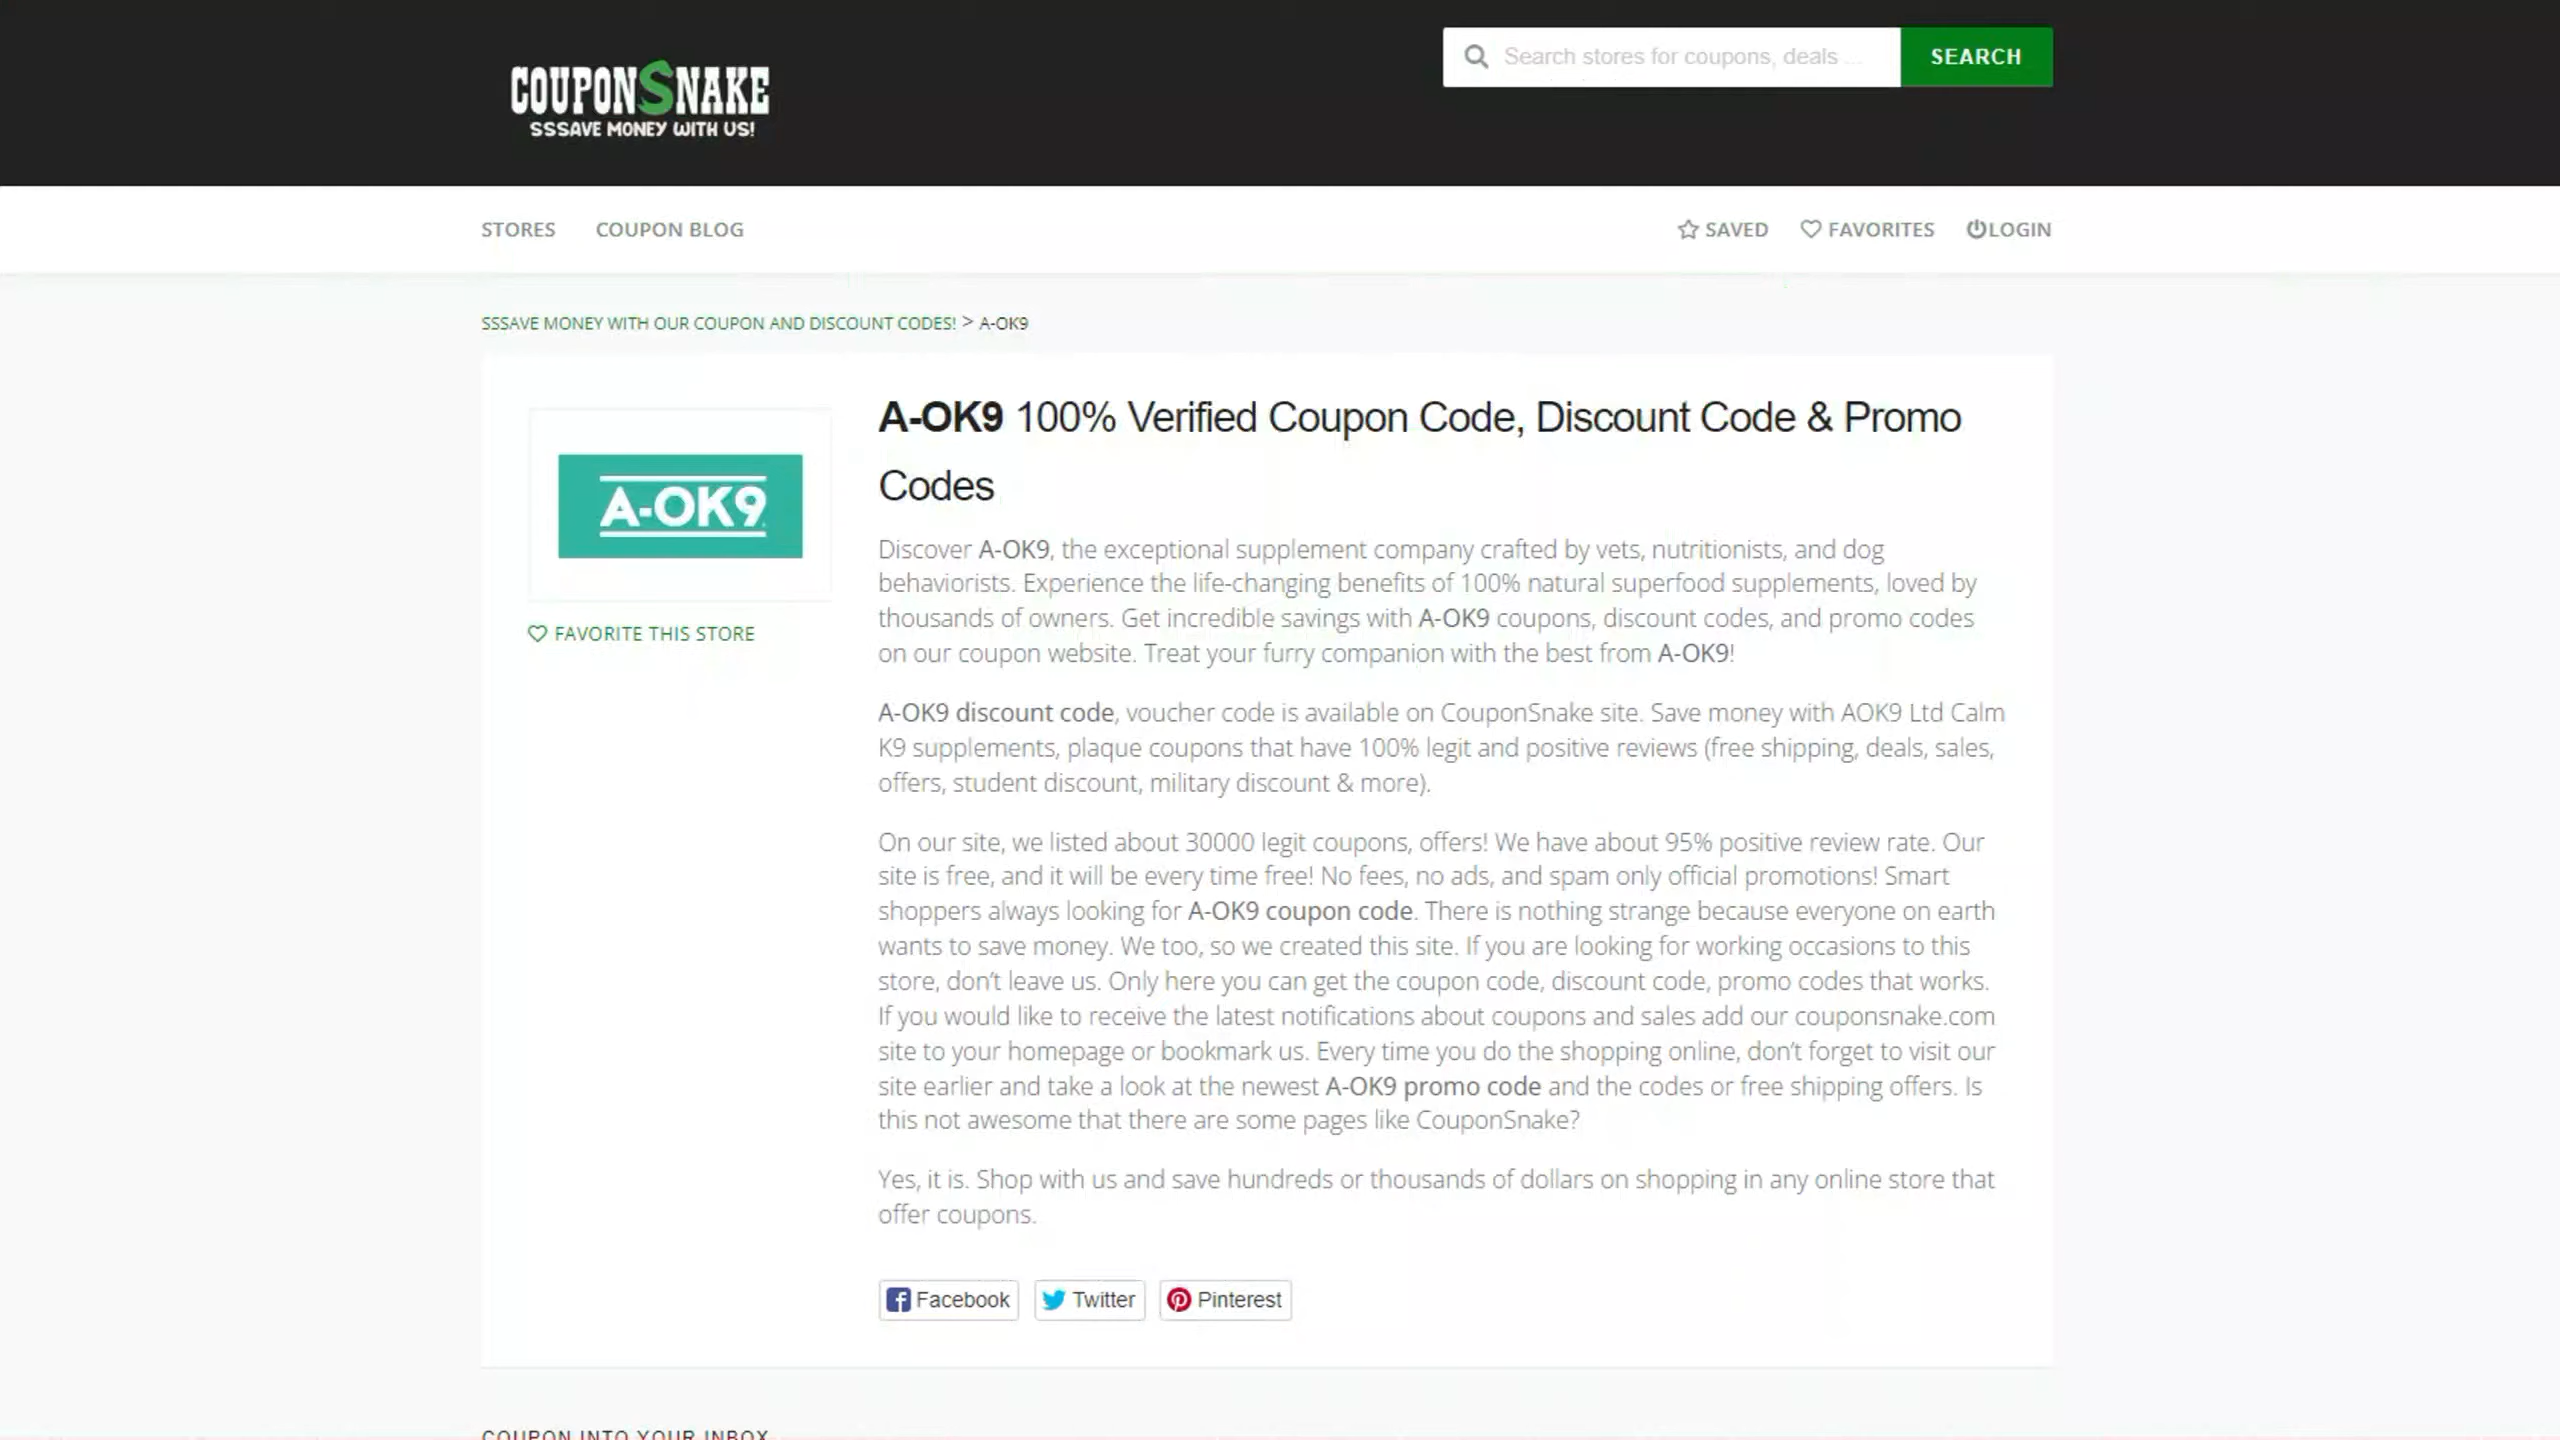 COUPONSNAKE
SSSAVE MONEY WITH US!
Search stores for coupons, deals ...
SEARCH
STORES
COUPON BLOG
SAVED
FAVORITES
LOGIN
SSSAVE MONEY WITH OUR COUPON AND DISCOUNT CODES! > A-OK9
A-OK9
FAVORITE THIS STORE
A-OK9 100% Verified Coupon Code, Discount Code & Promo
Codes
Discover A-OK9, the exceptional supplement company crafted by vets, nutritionists, and dog
behaviorists. Experience the life-changing benefits of 100% natural superfood supplements, loved by
thousands of owners. Get incredible savings with A-OK9 coupons, discount codes, and promo codes
on our coupon website. Treat your furry companion with the best from A-OK9!
A-OK9 discount code, voucher code is available on CouponSnake site. Save money with AOK9 Ltd Calm
K9 supplements, plaque coupons that have 100% legit and positive reviews (free shipping, deals, sales,
offers, student discount, military discount & more).
On our site, we listed about 30000 legit coupons, offers! We have about 95% positive review rate. Our
site is free, and it will be every time free! No fees, no ads, and spam only official promotions! Smart
shoppers always looking for A-OK9 coupon code. There is nothing strange because everyone on earth
wants to save money. We too, so we created this site. If you are looking for working occasions to this
store, don't leave us. Only here you can get the coupon code, discount code, promo codes that works.
If you would like to receive the latest notifications about coupons and sales add our couponsnake.com
site to your homepage or bookmark us. Every time you do the shopping online, don't forget to visit our
site earlier and take a look at the newest A-OK9 promo code and the codes or free shipping offers. Is
this not awesome that there are some pages like CouponSnake?
Yes, it is. Shop with us and save hundreds or thousands of dollars on shopping in any online store that
offer coupons.
Facebook
Twitter
Pinterest
COUPON INTO YOUR INBOX